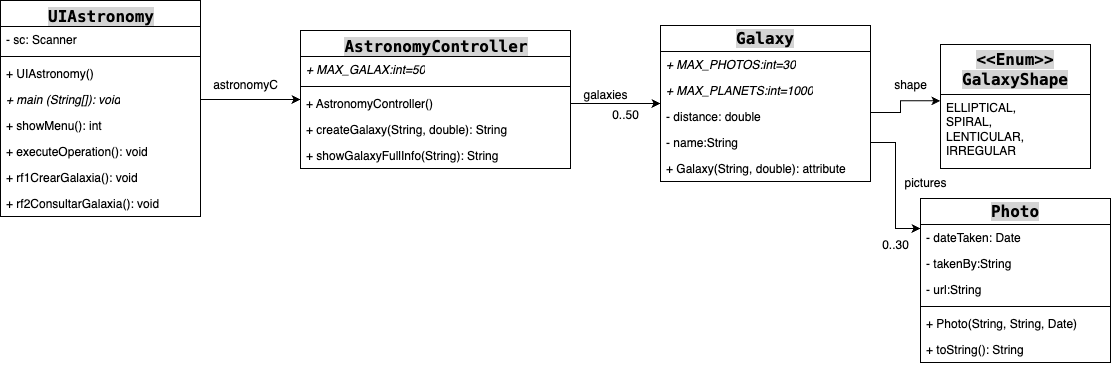 UIAstronomy
- sc: Scanner
+ UIAstronomy()
+ main (String[]): void
+ showMenu(): int
+ executeOperation(): void
+ rf1CrearGalaxia(): void
+ rf2ConsultarGalaxia(): void
astronomyC
AstronomyController
+ MAX_GALAX:int=50
+ AstronomyController()
+ createGalaxy(String, double): String
+ showGalaxyFullInfo(String): String
galaxies
0..50
Galaxy
+ MAX_PHOTOS:int=30
+ MAX_PLANETS:int=1000
- distance: double
- name:String
+ Galaxy(String, double): attribute
shape
<<Enum>>
GalaxyShape
ELLIPTICAL,
SPIRAL,
LENTICULAR,
IRREGULAR
pictures
0..30
Photo
- dateTaken: Date
- takenBy:String
- url:String
+ Photo(String, String, Date)
+ toString(): String